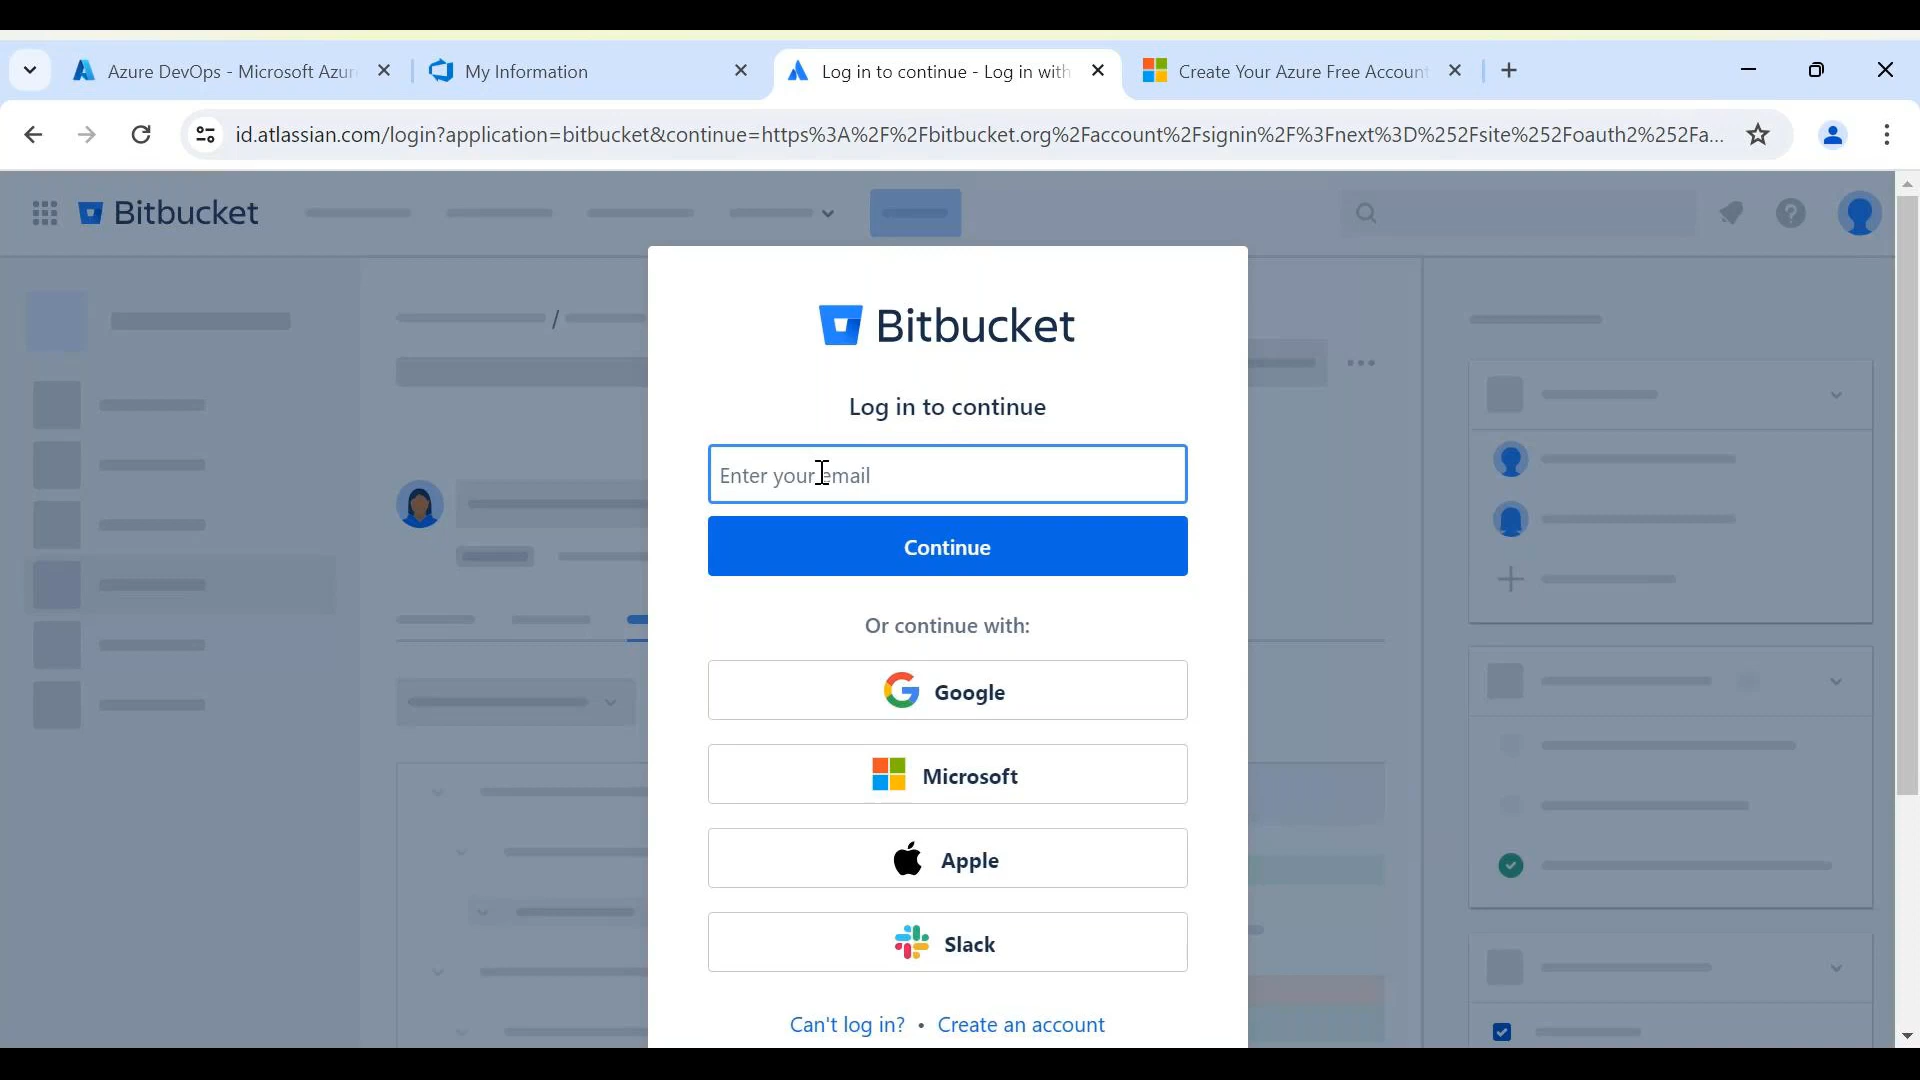 Azure DevOps - Microsoft Azur
My Information
Log in to continue - Log in with
Create Your Azure Free Account
id.atlassian.com/login?application=bitbucket&continue=https%3A%2F%2Fbitbucket.org%2Faccount%2Fsignin%2F%3Fnext%3D%252Fsite%252Foauth2%252Fa...
Bitbucket
/
Bitbucket
Log in to continue
Enter your email
Continue
Or continue with:
Google
Microsoft
Apple
Slack
Can't log in? • Create an account